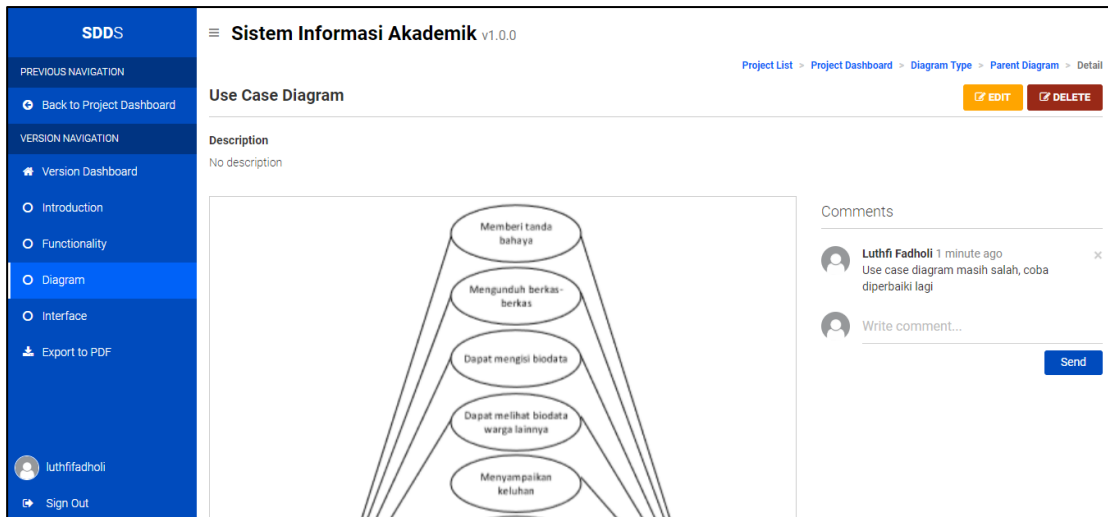 SDDS
PREVIOUS NAVIGATION
Back to Project Dashboard
VERSION NAVIGATION
Version Dashboard
Introduction
Functionality
Diagram
Interface
Export to PDF
luthfifadholi
Sign Out
Sistem Informasi Akademik v1.0.0
Project List > Project Dashboard > Diagram Type > Parent Diagram > Detail
Use Case Diagram
EDIT
DELETE
Description
No description
Memberi tanda
bahaya
Mengunduh berkas-
berkas
Dapat mengisi biodata
Dapat melihat biodata
warga lainnya
Menyampaikan
keluhan
Comments
Luthfi Fadholi 1 minute ago
Use case diagram masih salah, coba
diperbaiki lagi
Write comment...
Send